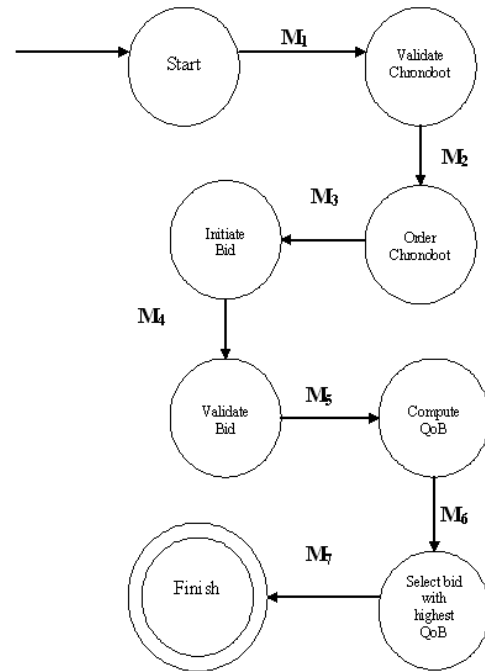 Start
M1
Validate
Chronobot
M2
Order
Chronobot
M3
Initiate
Bid
M4
Validate
Bid
M5
Compute
QoB
M6
Select bid
with
highest
QoB
M7
Finish